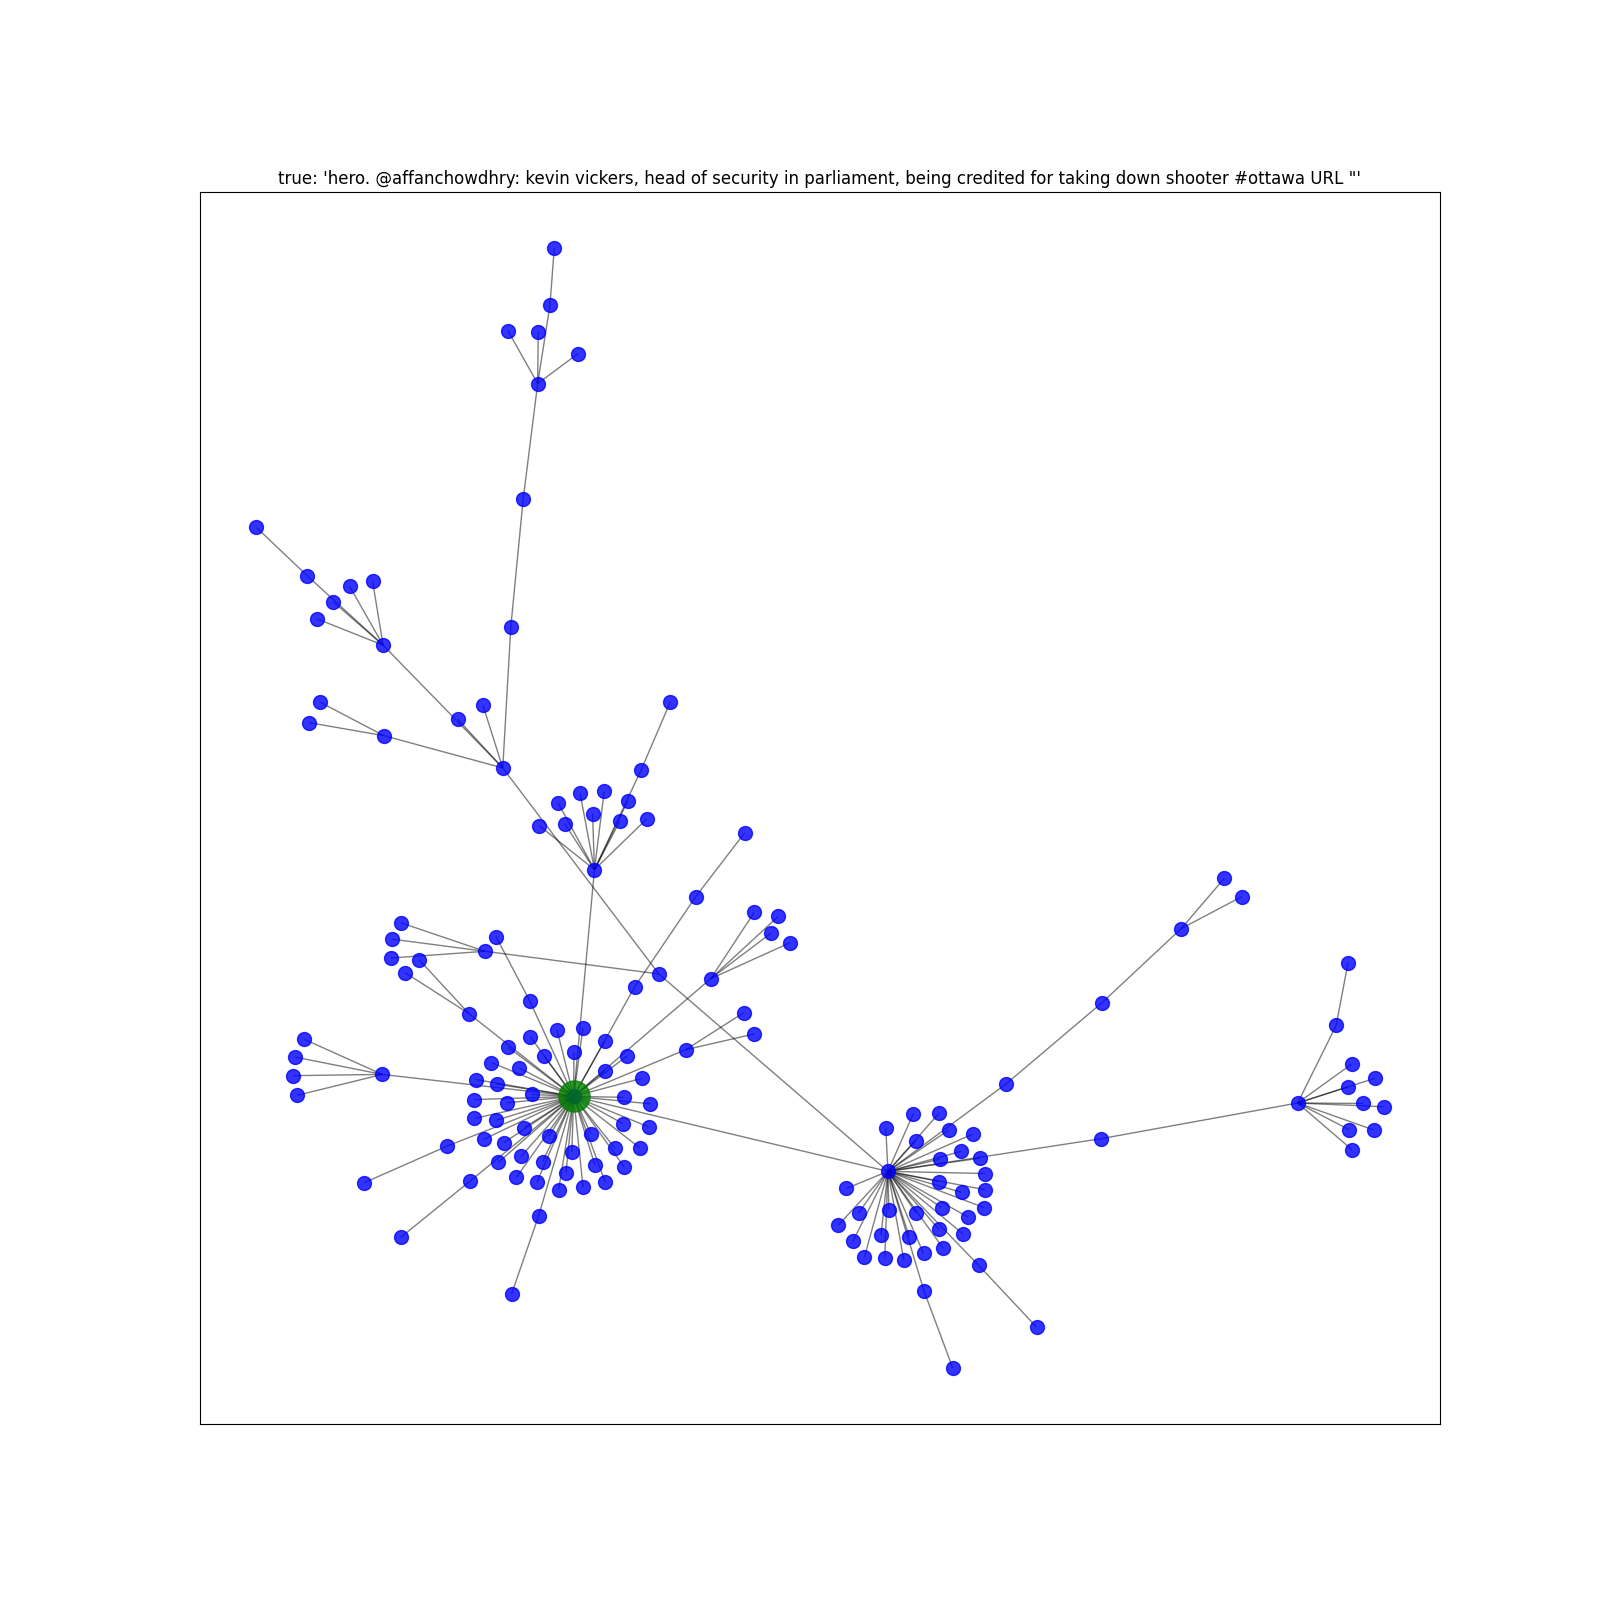 true: 'hero. @affanchowdhry: kevin vickers, head of security in parliament, being credited for taking down shooter #ottawa URL "'